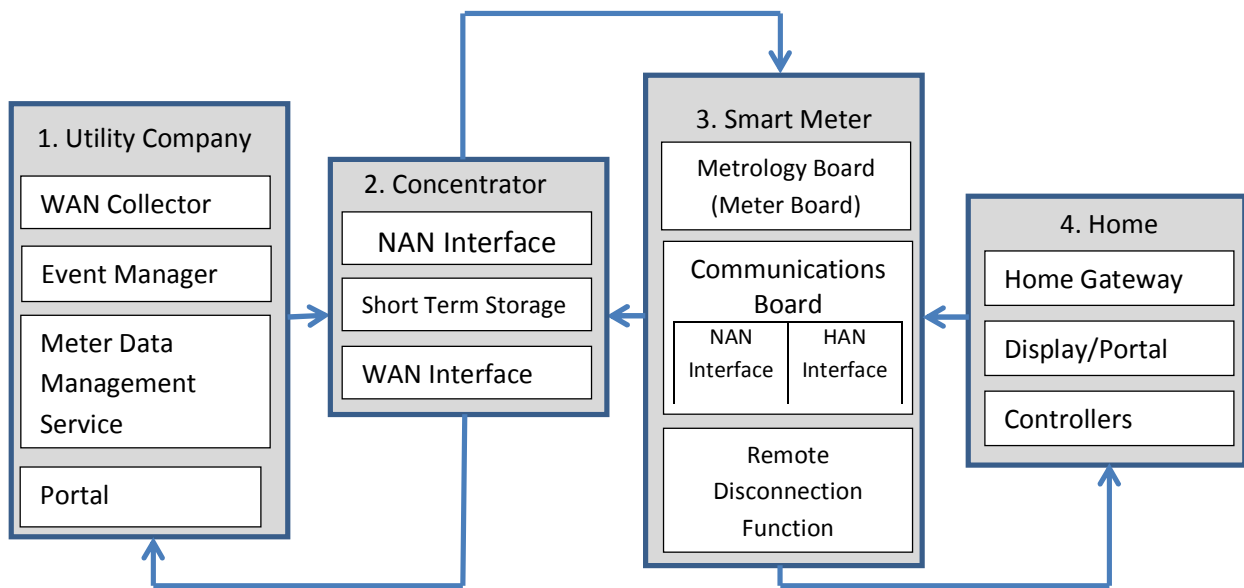 1. Utility Company
WAN Collector
Event Manager
Meter Data
Management
Service
Portal
2. Concentrator
NAN Interface
Short Term Storage
WAN Interface
3. Smart Meter
Metrology Board
(Meter Board)
Communications
Board
NAN
Interface
HAN
Interface
Remote
Disconnection
Function
4. Home
Home Gateway
Display/Portal
Controllers